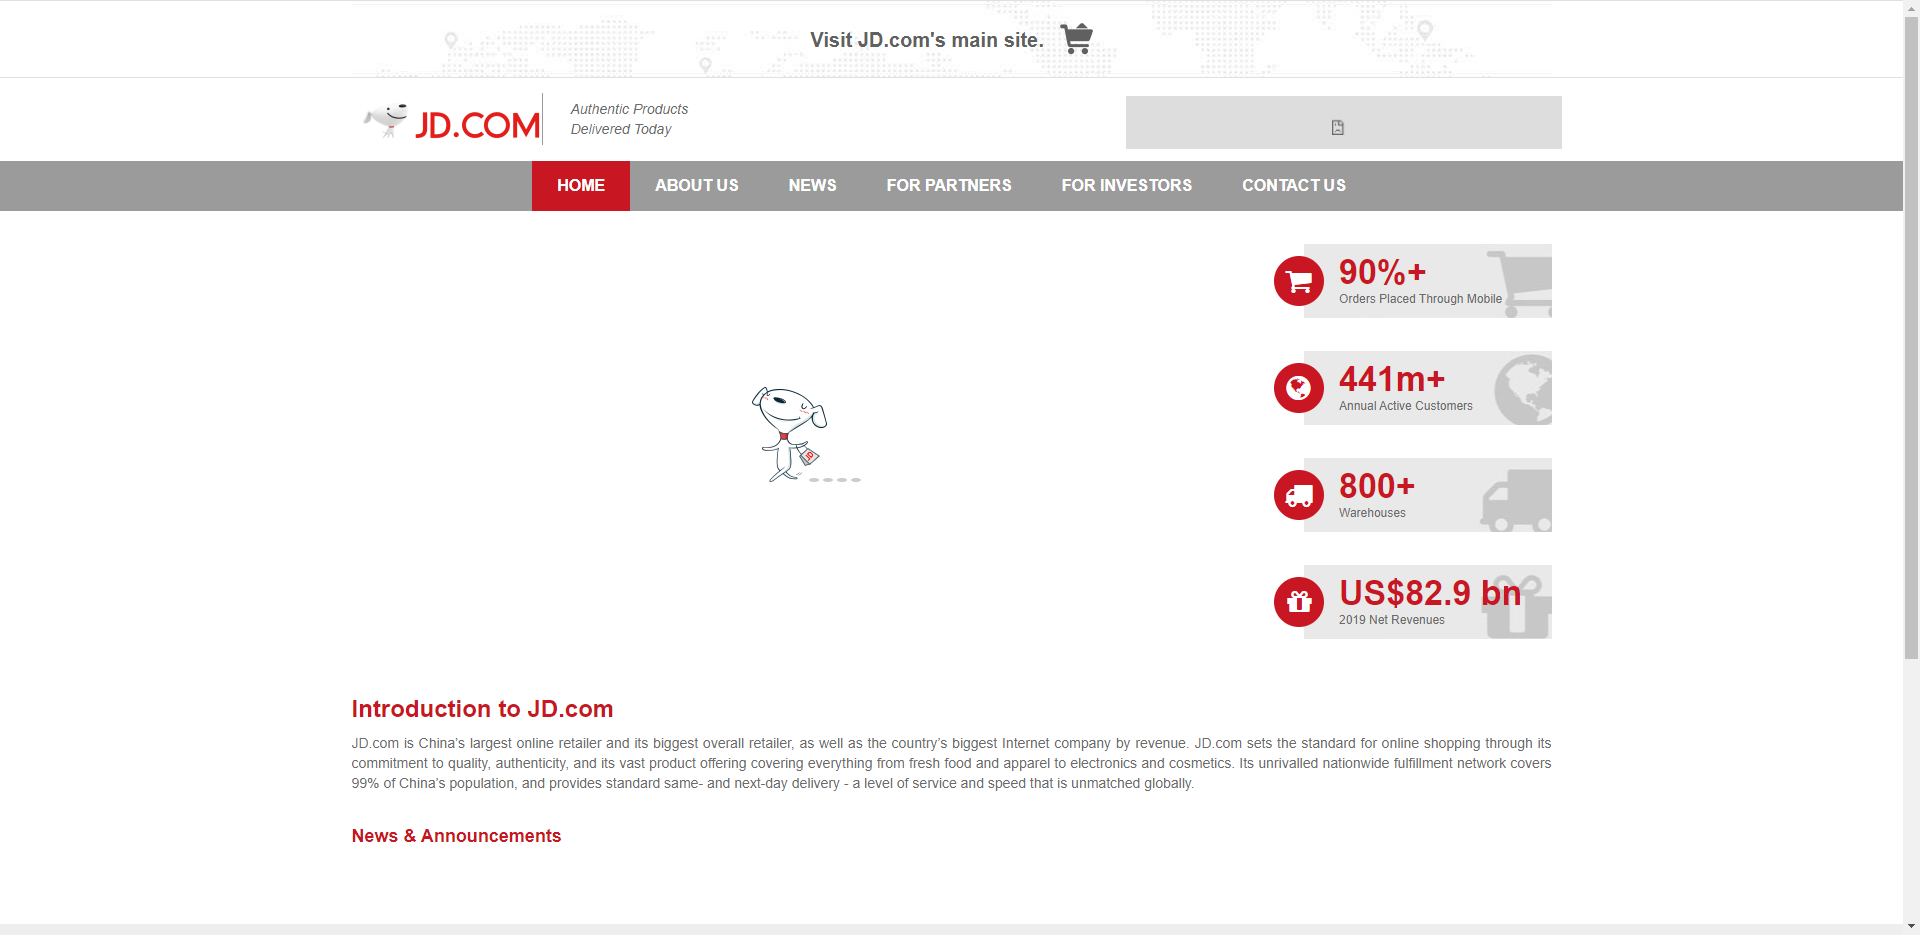 Visit JD.com's main site.
JD.COM
Authentic Products
Delivered Today
HOME
ABOUT US
NEWS
FOR PARTNERS
FOR INVESTORS
CONTACT US
90%+
Orders Placed Through Mobile
441m+
Annual Active Customers
JD
800+
Warehouses
US$82.9 bn
2019 Net Revenues
Introduction to JD.com
JD.com is China’s largest online retailer and its biggest overall retailer, as well as the country’s biggest Internet company by revenue. JD.com sets the standard for online shopping through its
commitment to quality, authenticity, and its vast product offering covering everything from fresh food and apparel to electronics and cosmetics. Its unrivalled nationwide fulfillment network covers
99% of China’s population, and provides standard same- and next-day delivery - a level of service and speed that is unmatched globally.
News & Announcements